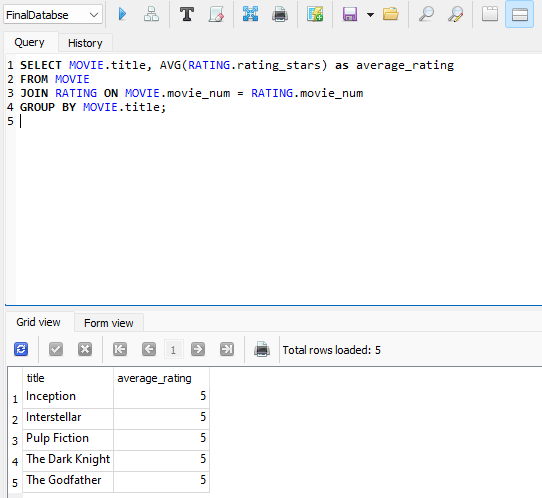 FinalDatabse
Query History
1 SELECT MOVIE.title, AVG(RATING.rating_stars) as average_rating
2 FROM MOVIE
3 JOIN RATING ON MOVIE.movie_num = RATING.movie_num
4 GROUP BY MOVIE.title;
5
Grid view Form view
1 Total rows loaded: 5
title average_rating
1 Inception 5
2 Interstellar 5
3 Pulp Fiction 5
4 The Dark Knight 5
5 The Godfather 5